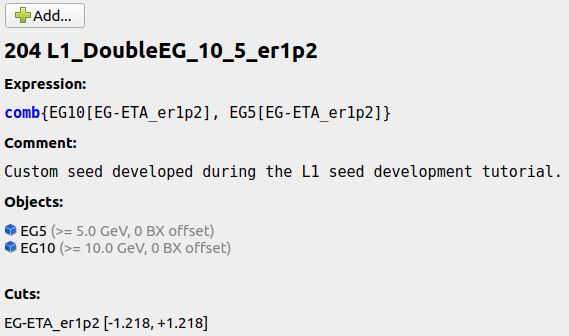 Add...
204 L1_DoubleEG_10_5_er1p2
Expression:
comb{EG10[EG-ETA_er1p2], EG5[EG-ETA_er1p2]}
Comment:
Custom seed developed during the L1 seed development tutorial.
Objects:
EG5 (>= 5.0 GeV, 0 BX offset)
EG10 (>= 10.0 GeV, 0 BX offset)
Cuts:
EG-ETA_er1p2 [-1.218, +1.218]